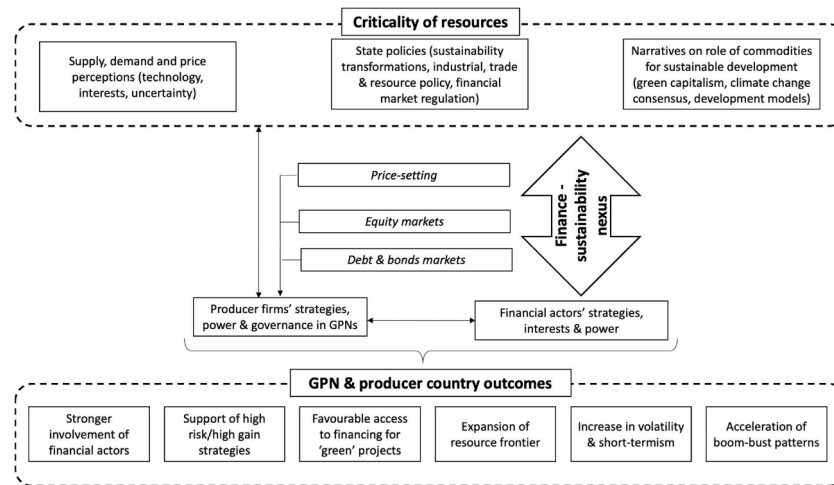 Criticality of resources
Supply, demand and price
perceptions (technology,
interests, uncertainty)
State policies (sustainability
transformations, industrial, trade
& resource policy, financial
market regulation)
Narratives on role of commodities
for sustainable development
(green capitalism, climate change
consensus, development models)
Price-setting
Equity markets
Debt & bonds markets
Finance -
sustainability
nexus
Producer firms' strategies,
power & governance in GPNs
Financial actors' strategies,
interests & power
GPN & producer country outcomes
Stronger
involvement of
financial actors
Support of high
risk/high gain
strategies
Favourable access
to financing for
'green' projects
Expansion of
resource frontier
Increase in volatility
& short-termism
Acceleration of
boom-bust patterns